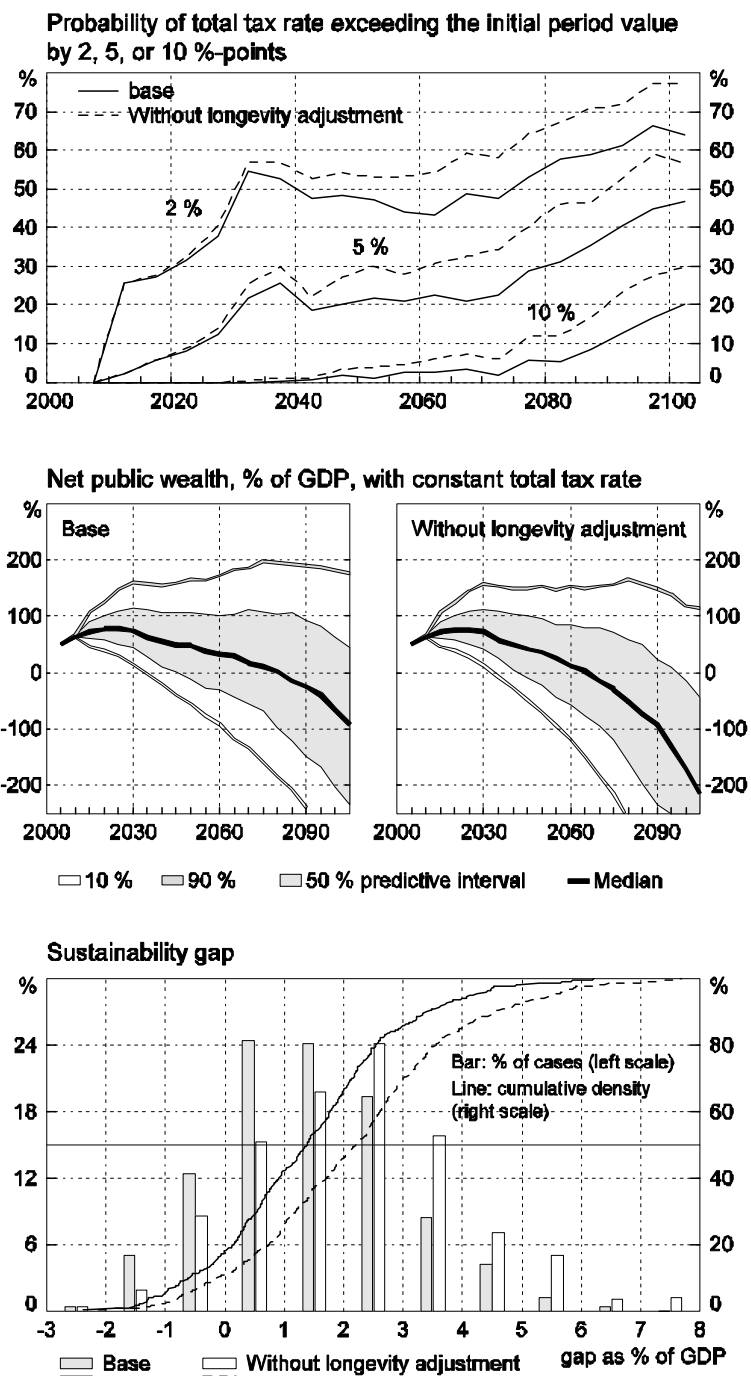 Probability of total tax rate exceeding the initial period value
by 2, 5, or 10 %-points
% %
base
70 Without longevity adjustment 70
60 60
50 50
2 %
40 40
5 %
30 30
20 10 % 20
10 10
0 0
2000 2020 2040 2060 2080 2100
Net public wealth, % of GDP, with constant total tax rate
% %
Base Without longevity adjustment
200 200
100 100
0 0
-100 -100
-200 -200
2000 2030 2060 2090 2000 2030 2060 2090
10 % 90 % 50 % predictive interval Median
Sustainability gap
% %
24 80
Bar: % of cases (left scale)
Line: cumulative density
(right scale)
18 60
12 40
6 20
0 0
-3 -2 -1 0 1 2 3 4 5 6 7 8
Base Without longevity adjustment gap as % of GDP